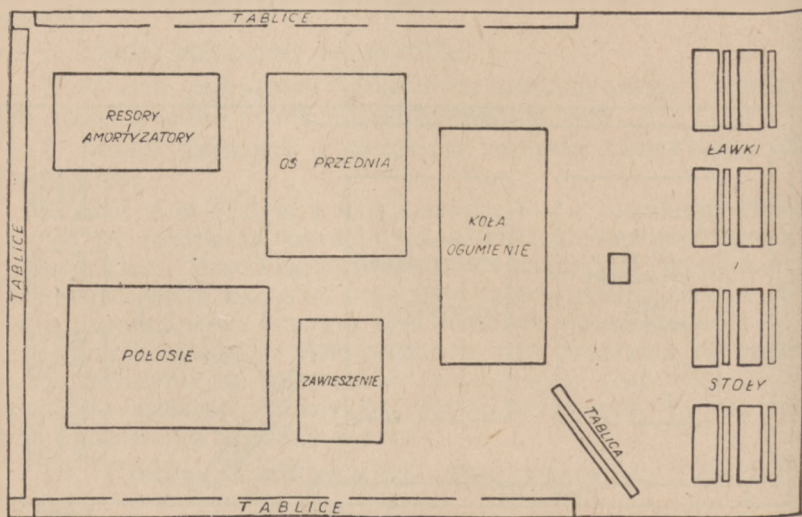 TABLICE
RESORY
I
AMORTYZATORY
OŚ PRZEDNIA
ŁAWKI
KOŁA
I
OGUMIENIE
TABLICE
POŁOSIE
ZAWIESZENIE
STOŁY
TABLICA
TABLICE